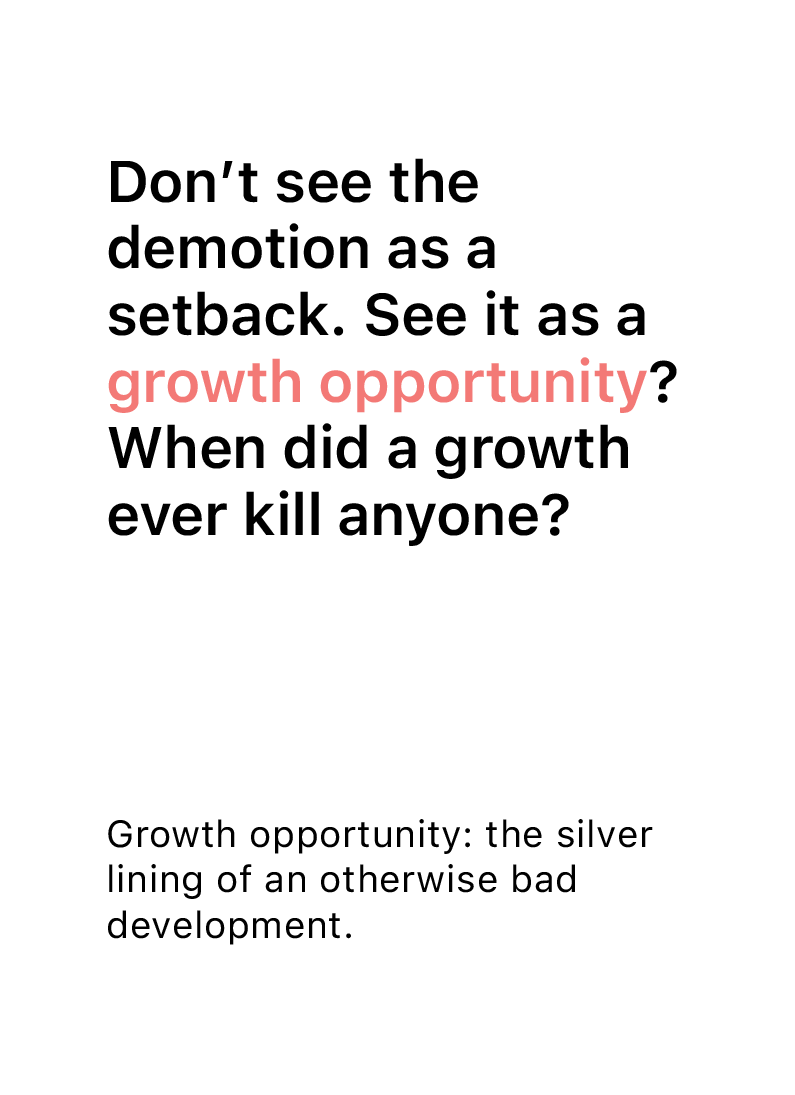 Don’t see the
demotion as a
setback. See it as a
growth opportunity?
When did a growth
ever kill anyone?
Growth opportunity: the silver
lining of an otherwise bad
development.